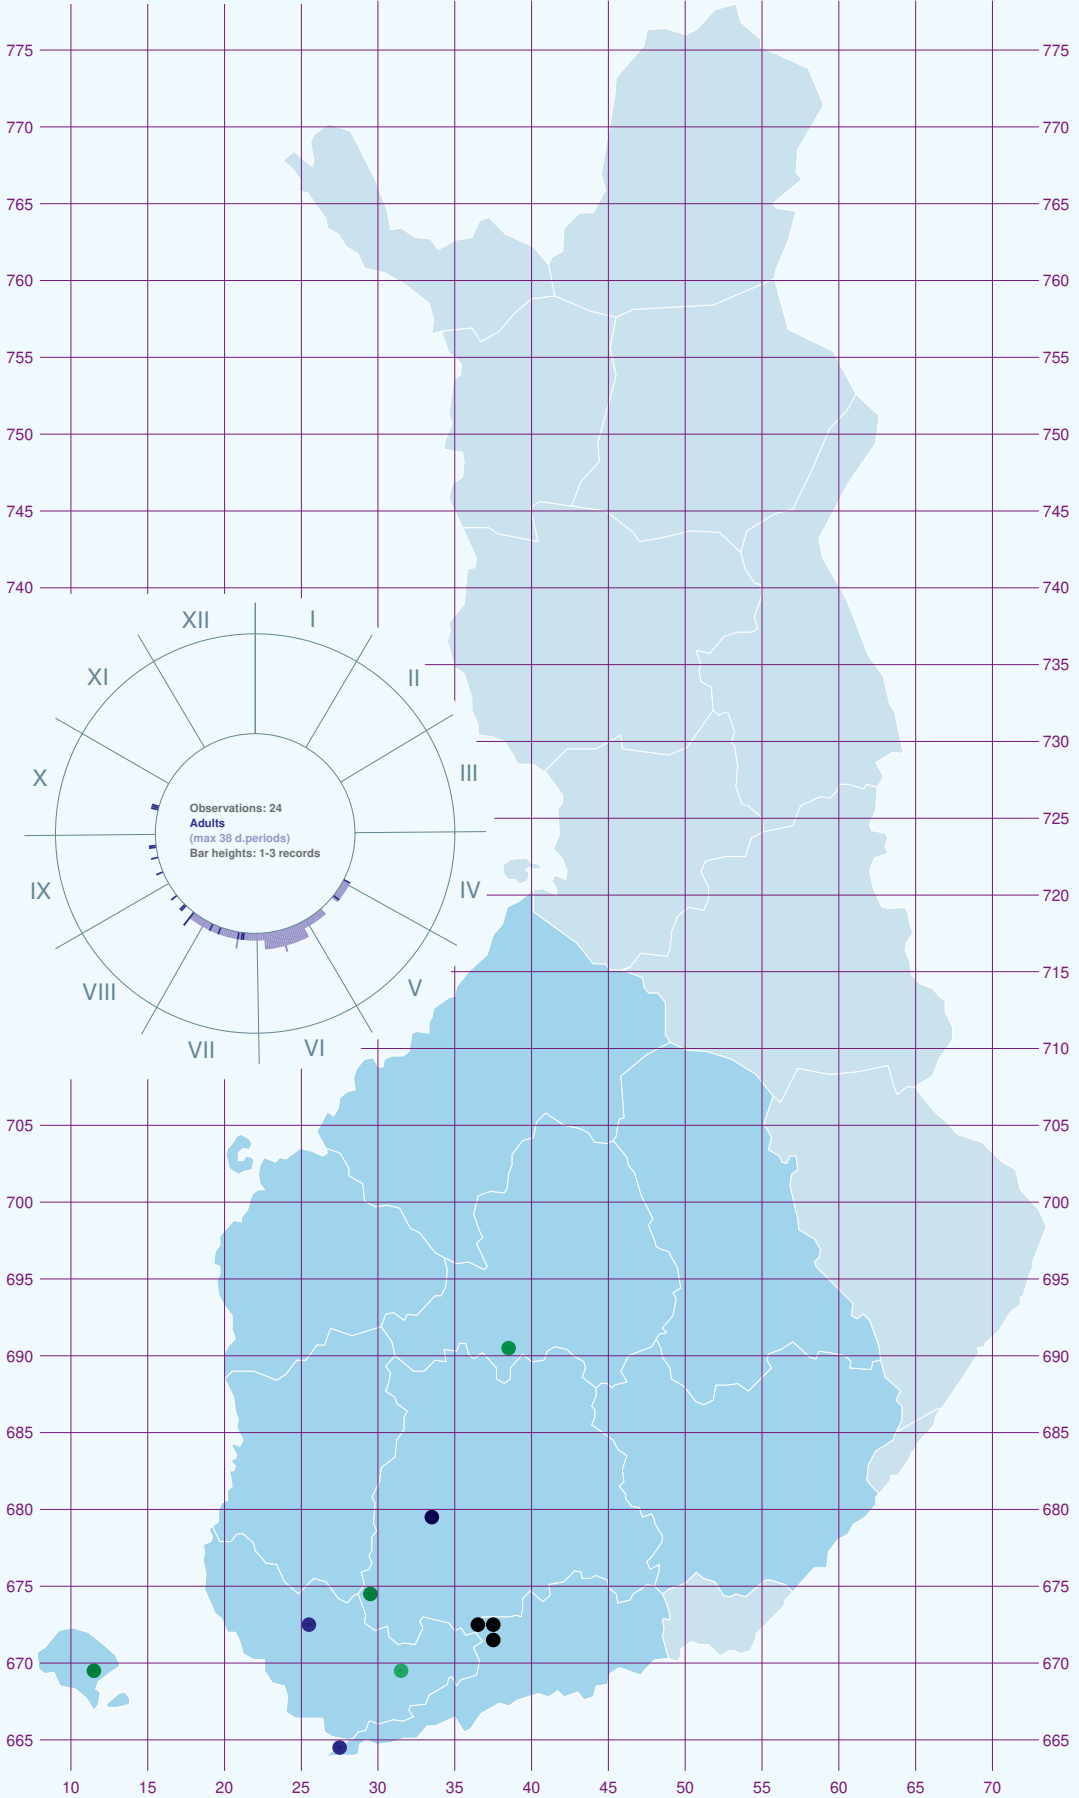 775 775
770 770
765 765
760 760
755 755
750 750
745 745
740 740
XII I
735
XI II
730
X III
725
Observations: 24
Adults
(max 38 d.periods)
Bar heights: 1-3 records
IX IV
720
VIII V
715
VII VI
710
705 705
700 700
695 695
690 690
685 685
680 680
675 675
670 670
665 665
10 15 20 25 30 35 40 45 50 55 60 65 70